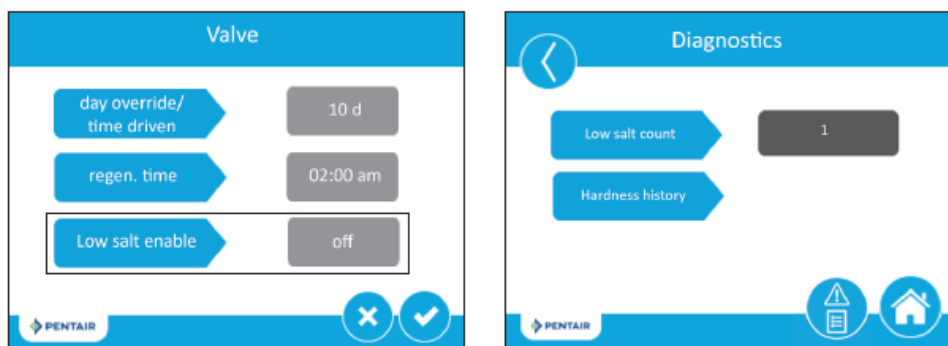 Valve
day override/
time driven
10 d
regen. time
02:00 am
Low salt enable
off
PENTAIR
Diagnostics
Low salt count
1
Hardness history
PENTAIR